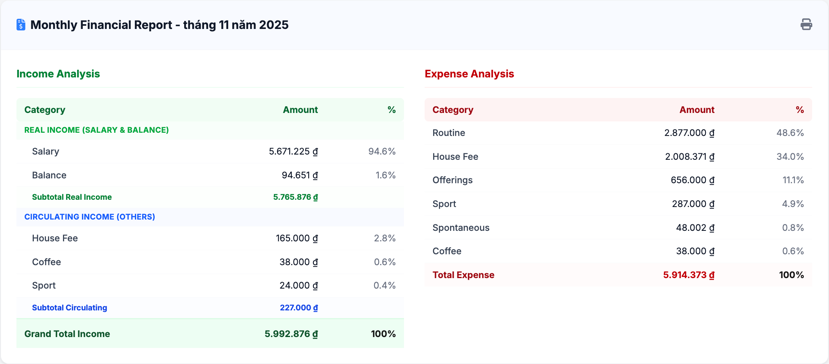 Monthly Financial Report - tháng 11 năm 2025
Income Analysis
Category Amount %
REAL INCOME (SALARY & BALANCE)
Salary 5.671.225 ₫ 94.6%
Balance 94.651 ₫ 1.6%
Subtotal Real Income 5.765.876 ₫
CIRCULATING INCOME (OTHERS)
House Fee 165.000 ₫ 2.8%
Coffee 38.000 ₫ 0.6%
Sport 24.000 ₫ 0.4%
Subtotal Circulating 227.000 ₫
Grand Total Income 5.992.876 ₫ 100%
Expense Analysis
Category Amount %
Routine 2.877.000 ₫ 48.6%
House Fee 2.008.371 ₫ 34.0%
Offerings 656.000 ₫ 11.1%
Sport 287.000 ₫ 4.9%
Spontaneous 48.002 ₫ 0.8%
Coffee 38.000 ₫ 0.6%
Total Expense 5.914.373 ₫ 100%